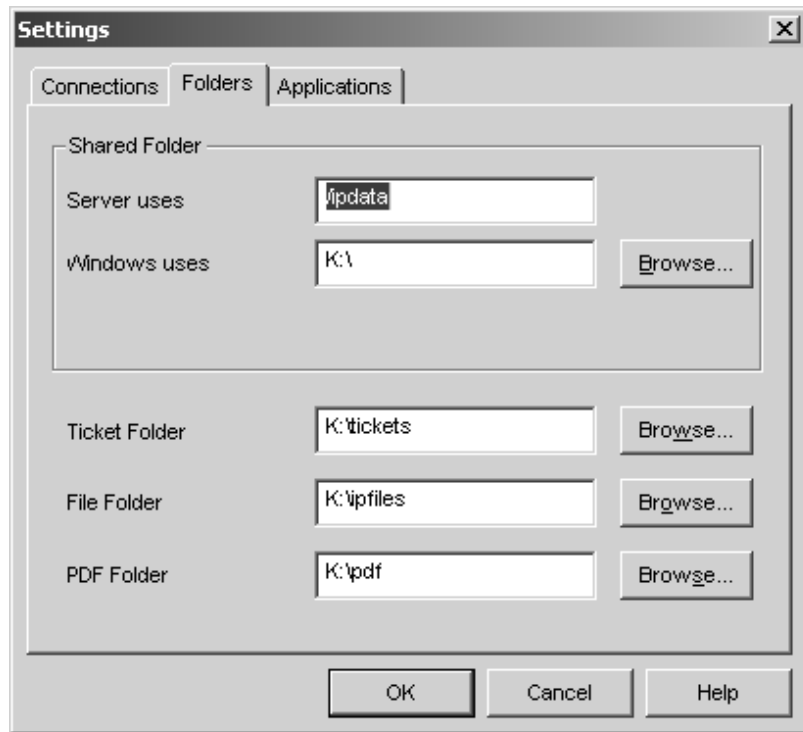 Settings
Connections Folders Applications
Shared Folder
Server uses /ipdata
Windows uses K:\ Browse...
Ticket Folder K:\tickets Browse...
File Folder K:\ipfiles Browse...
PDF Folder K:\pdf Browse...
OK Cancel Help